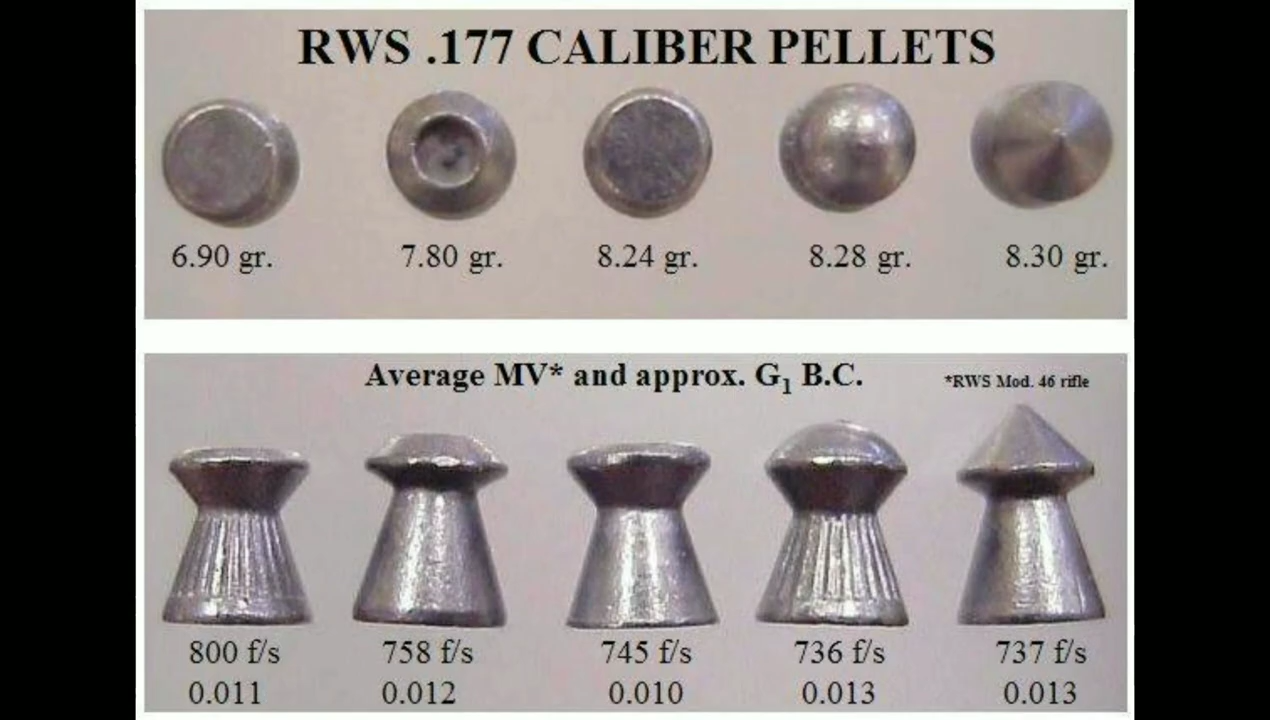 RWS .177 CALIBER PELLETS
6.90 gr. 7.80 gr. 8.24 gr. 8.28 gr. 8.30 gr.
Average MV* and approx. G₁ B.C.
*RWS Mod. 46 rifle
800 f/s 758 f/s 745 f/s 736 f/s 737 f/s
0.011 0.012 0.010 0.013 0.013